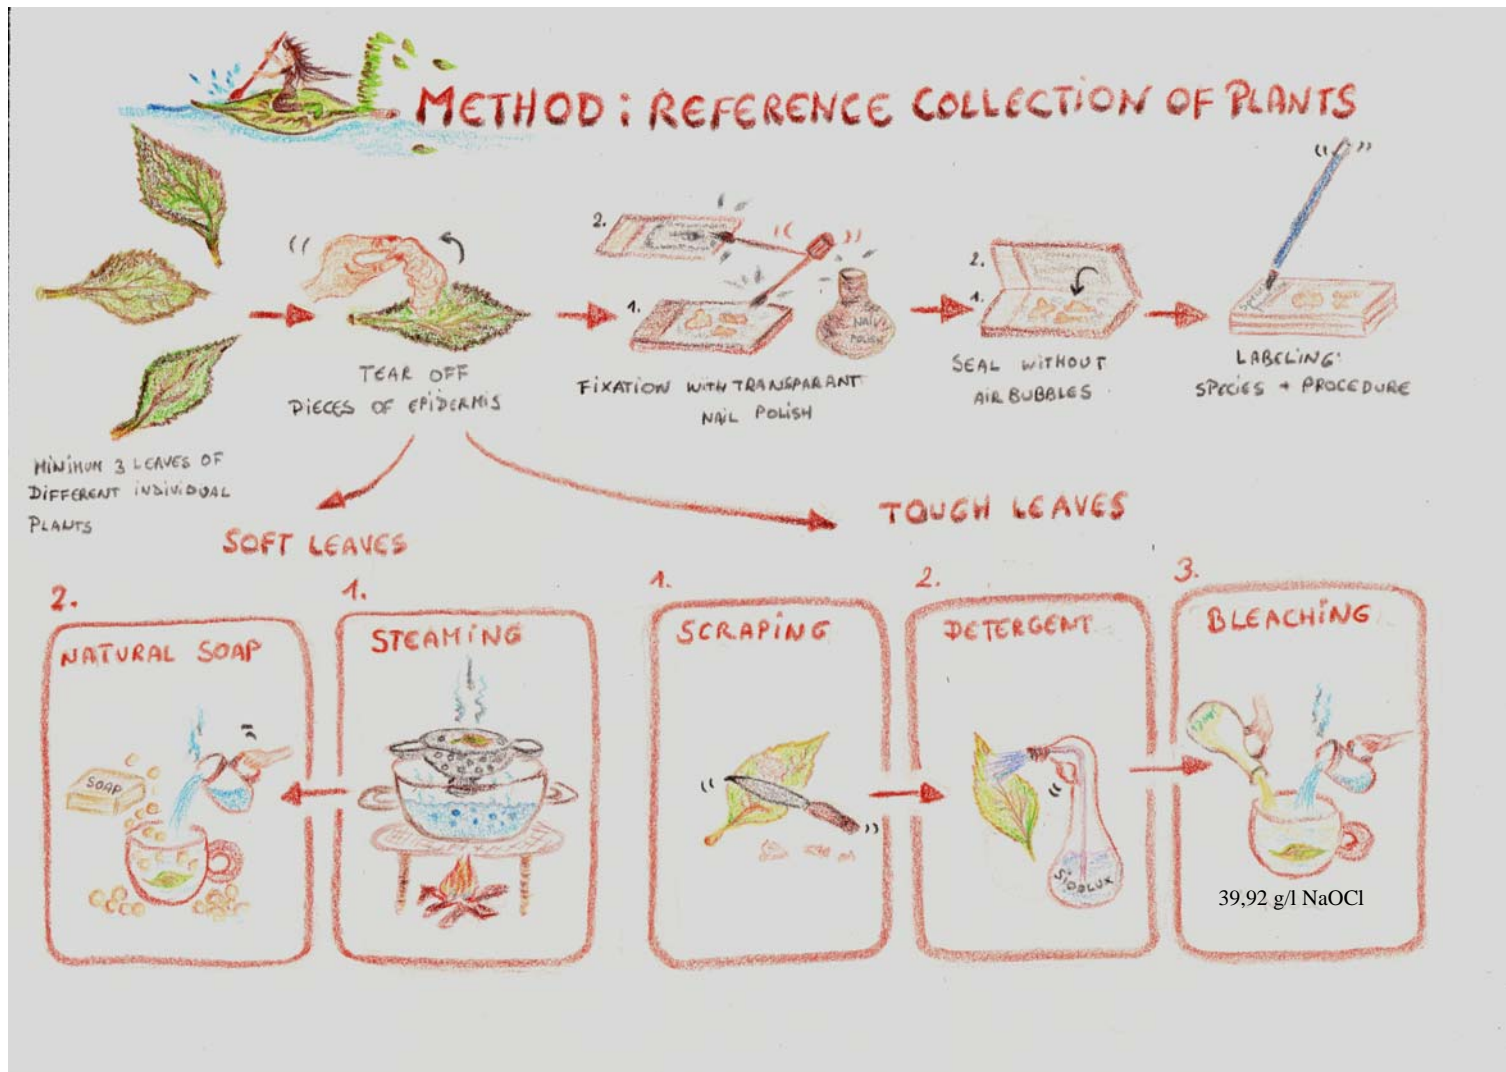 METHOD: REFERENCE COLLECTION OF PLANTS
MINIMUM 3 LEAVES OF
DIFFERENT INDIVIDUAL
PLANTS
TEAR OFF
PIECES OF EPIDERMIS
2.
1.
NAIL
POLISH
FIXATION WITH TRANSPARANT
NAIL POLISH
2.
1.
SEAL WITHOUT
AIR BUBBLES
LABELING:
SPECIES + PROCEDURE
SOFT LEAVES
TOUGH LEAVES
2.
NATURAL SOAP
SOAP
1.
STEAMING
1.
SCRAPING
2.
DETERGENT
3.
BLEACHING
39,92 g/l NaOCl